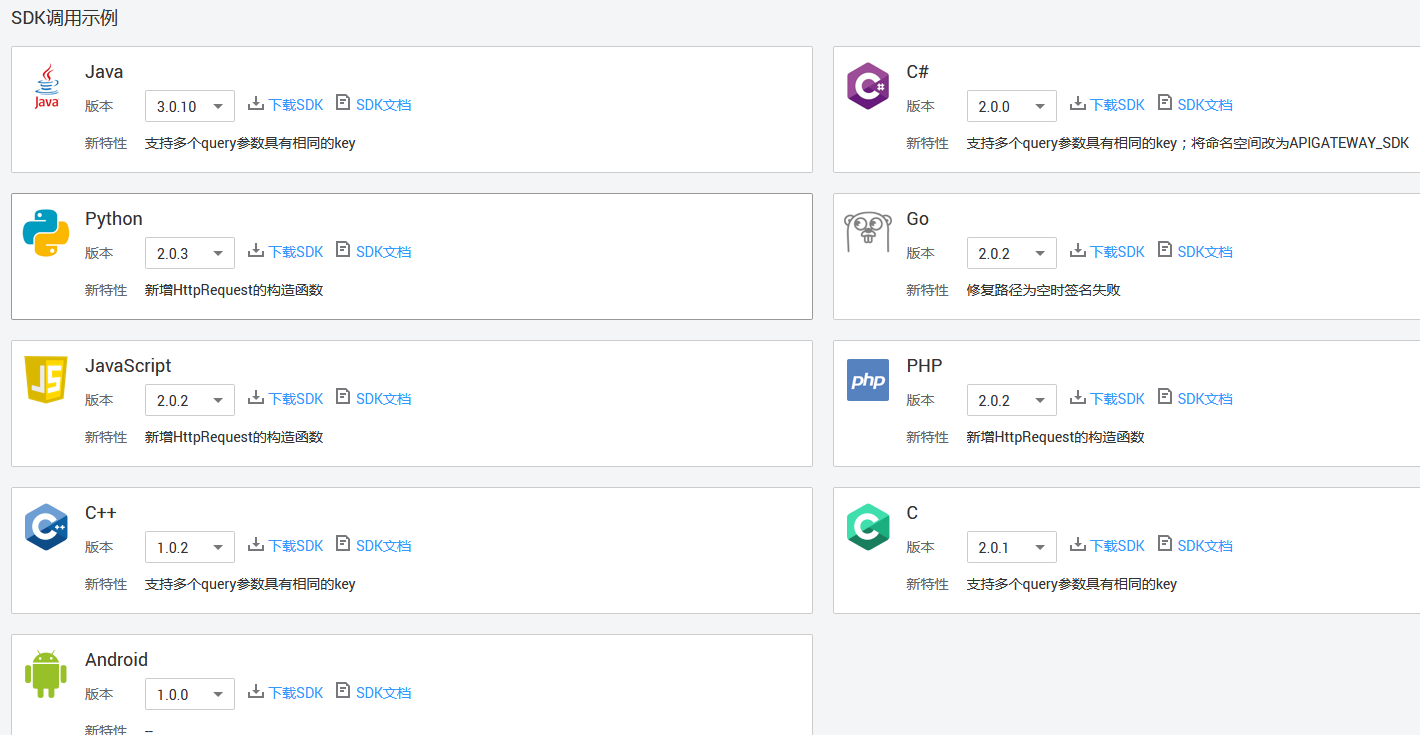 SDK调用示例
Java
Java
版本 3.0.10 下载SDK SDK文档
新特性 支持多个query参数具有相同的key
C#
C#
版本 2.0.0 下载SDK SDK文档
新特性 支持多个query参数具有相同的key；将命名空间改为APIGATEWAY_SDK
Python
版本 2.0.3 下载SDK SDK文档
新特性 新增HttpRequest的构造函数
Go
版本 2.0.2 下载SDK SDK文档
新特性 修复路径为空时签名失败
JS
JavaScript
版本 2.0.2 下载SDK SDK文档
新特性 新增HttpRequest的构造函数
php
PHP
版本 2.0.2 下载SDK SDK文档
新特性 新增HttpRequest的构造函数
C++
C++
版本 1.0.2 下载SDK SDK文档
新特性 支持多个query参数具有相同的key
C
C
版本 2.0.1 下载SDK SDK文档
新特性 支持多个query参数具有相同的key
Android
版本 1.0.0 下载SDK SDK文档
新特性 --